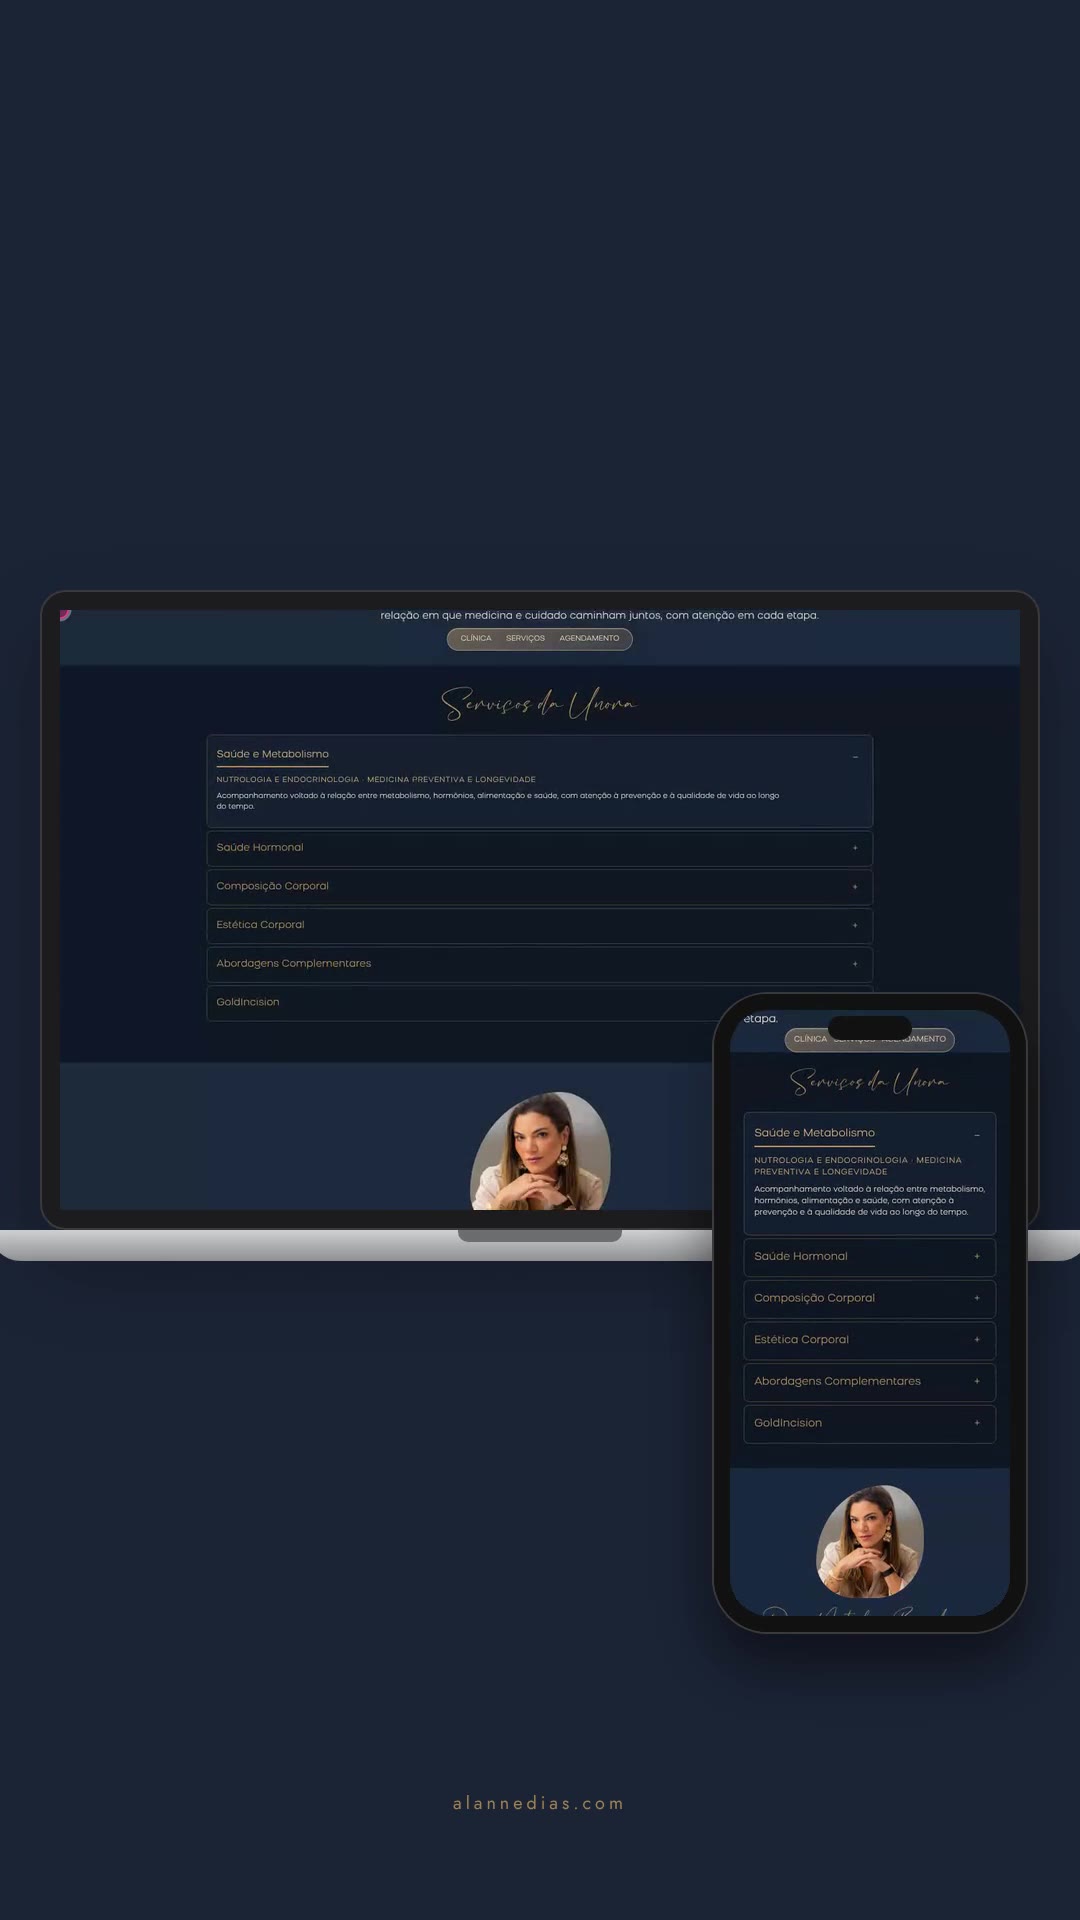 relação em que medicina e cuidado caminham juntos, com atenção em cada etapa.
CLÍNICA SERVIÇOS AGENDAMENTO
Serviços da Unora
Saúde e Metabolismo –
NUTROLOGIA E ENDOCRINOLOGIA · MEDICINA PREVENTIVA E LONGEVIDADE
Acompanhamento voltado à relação entre metabolismo, hormônios, alimentação e saúde, com atenção à prevenção e à qualidade de vida ao longo
do tempo.
Saúde Hormonal +
Composição Corporal +
Estética Corporal +
Abordagens Complementares +
GoldIncision
etapa.
CLÍNICA
Serviços da Unora
Saúde e Metabolismo –
NUTROLOGIA E ENDOCRINOLOGIA · MEDICINA
PREVENTIVA E LONGEVIDADE
Acompanhamento voltado à relação entre metabolismo,
hormônios, alimentação e saúde, com atenção à
prevenção e à qualidade de vida ao longo do tempo.
Saúde Hormonal +
Composição Corporal +
Estética Corporal +
Abordagens Complementares +
GoldIncision +
alannedias.com